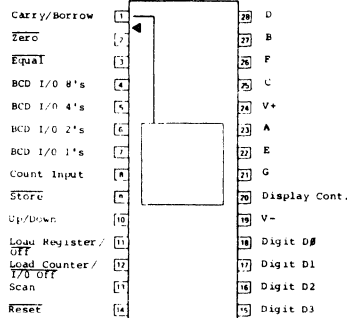 Carry/Borrow 1 28 D
Zero 2 27 B
Equal 3 26 F
BCD I/O 8's 4 25 C
BCD I/O 4's 5 24 V+
BCD I/O 2's 6 23 A
BCD I/O 1's 7 22 E
Count Input 8 21 G
Store 9 20 Display Cont.
Up/Down 10 19 V-
Load Register/ 11 18 Digit DØ
Off
Load Counter/ 12 17 Digit D1
I/O Off
Scan 13 16 Digit D2
Reset 14 15 Digit D3